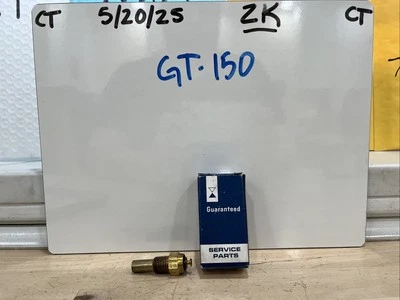 CT 5/20/25 ZK CT
GT-150
Guaranteed
SERVICE
PARTS